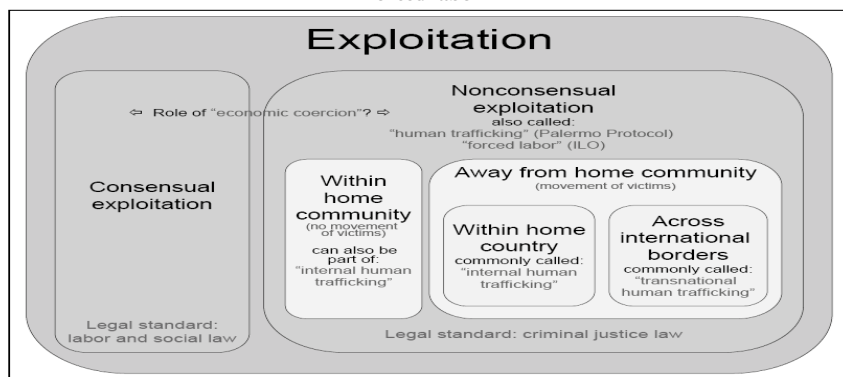 Exploitation
⇦ Role of "economic coercion"? ⇨
Consensual
exploitation
Legal standard:
labor and social law
Nonconsensual
exploitation
also called:
"human trafficking" (Palermo Protocol)
"forced labor" (ILO)
Within
home
community
(no movement
of victims)
can also be
part of:
"internal human
trafficking"
Away from home community
(movement of victims)
Within home
country
commonly called:
"internal human
trafficking"
Across
international
borders
commonly called:
"transnational
human trafficking"
Legal standard: criminal justice law